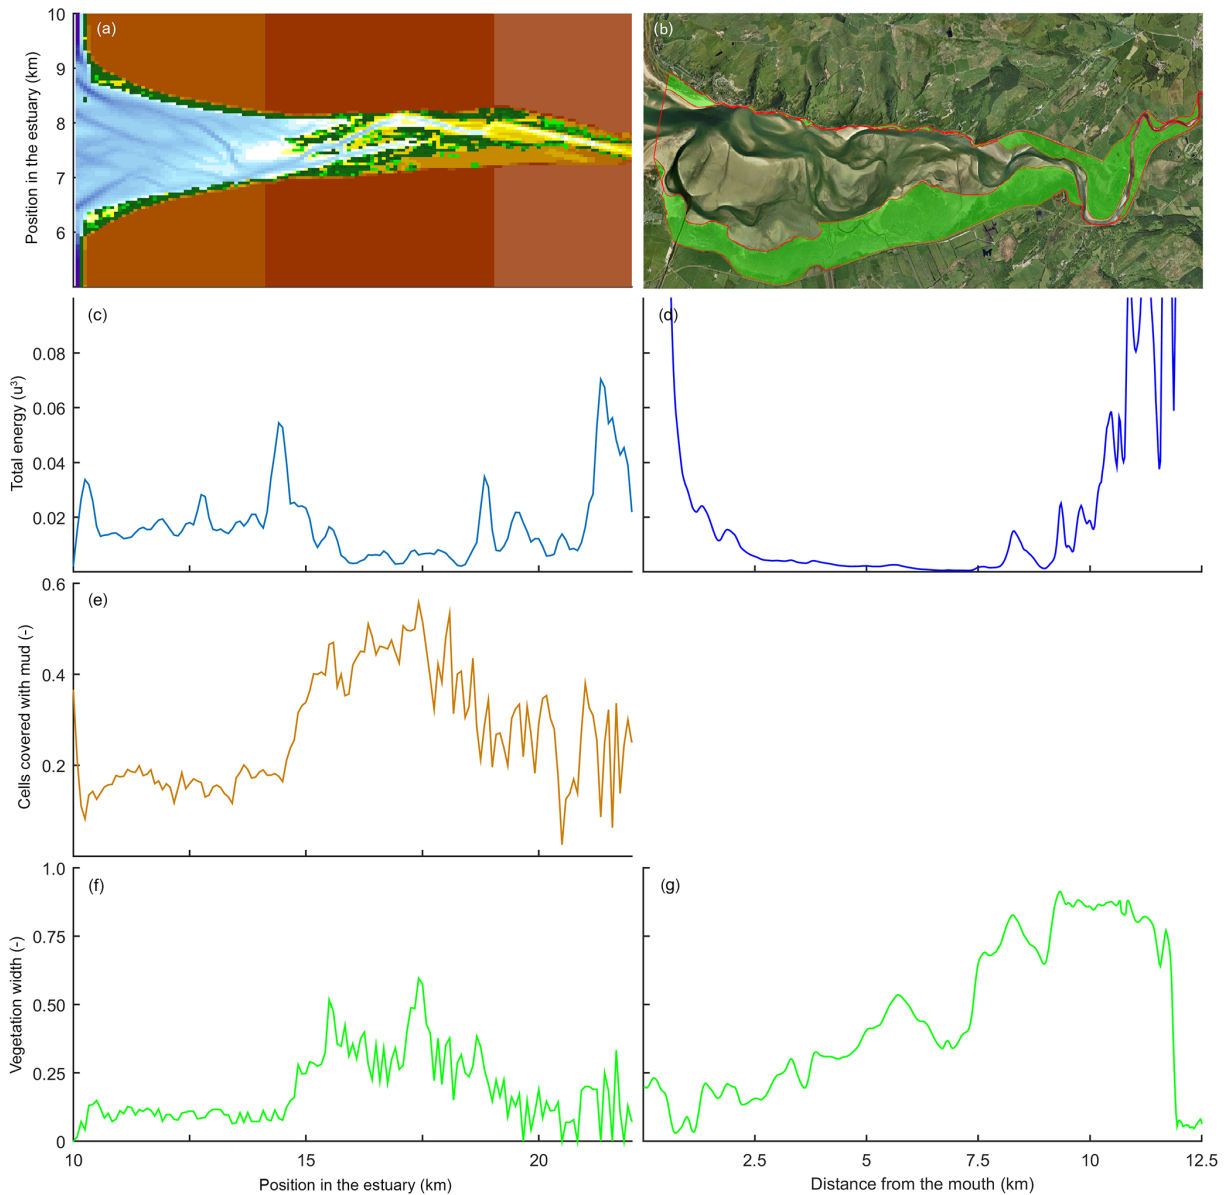 (a)
(b)
10
9
8
7
6
Position in the estuary (km)
(c)
(d)
0.08
0.06
0.04
0.02
Total energy (u³)
(e)
0.6
0.4
0.2
Cells covered with mud (-)
(f)
(g)
1.0
0.75
0.50
0.25
0
Vegetation width (-)
10 15 20
2.5 5 7.5 10 12.5
Position in the estuary (km)
Distance from the mouth (km)